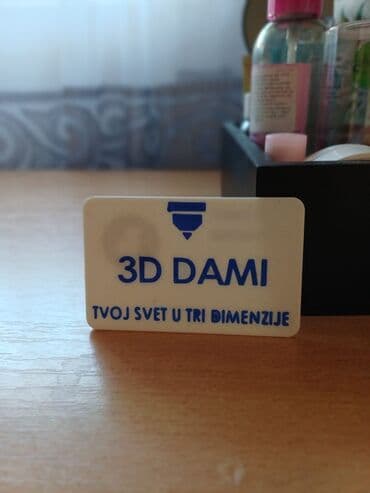 3D DAMI
TVOJ SVET U TRI DIMENZIJE